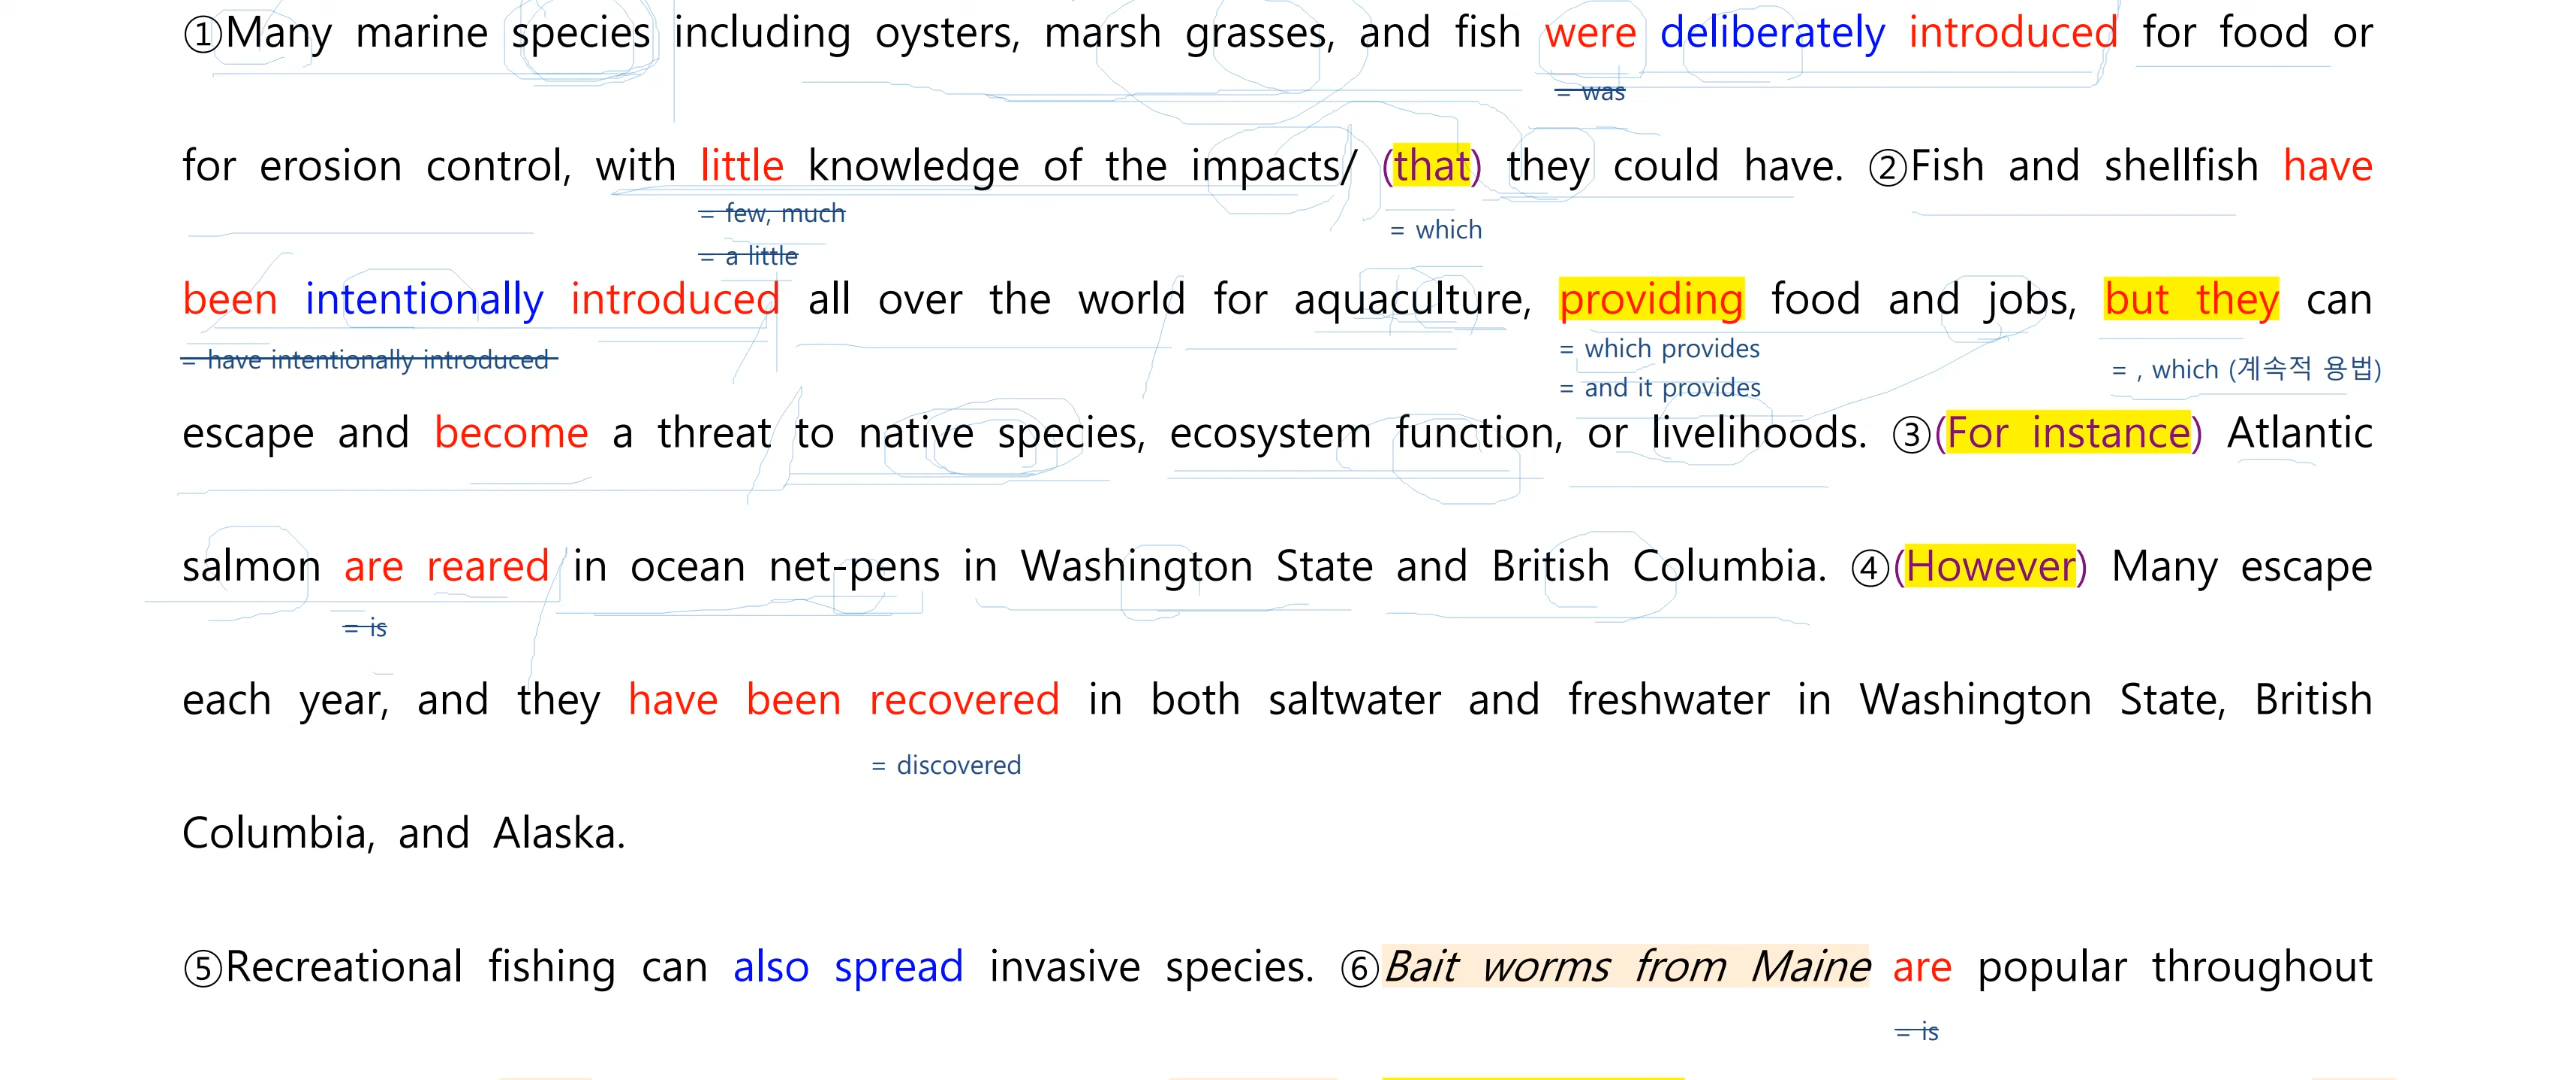 ①Many marine species including oysters, marsh grasses, and fish were deliberately introduced for food or
= was
for erosion control, with little knowledge of the impacts/ (that) they could have. ②Fish and shellfish have
= few, much
= which
= a little
been intentionally introduced all over the world for aquaculture, providing food and jobs, but they can
= have intentionally introduced
= which provides
= , which (계속적 용법)
= and it provides
escape and become a threat to native species, ecosystem function, or livelihoods. ③(For instance) Atlantic
salmon are reared in ocean net-pens in Washington State and British Columbia. ④(However) Many escape
= is
each year, and they have been recovered in both saltwater and freshwater in Washington State, British
= discovered
Columbia, and Alaska.
⑤Recreational fishing can also spread invasive species. ⑥Bait worms from Maine are popular throughout
= is